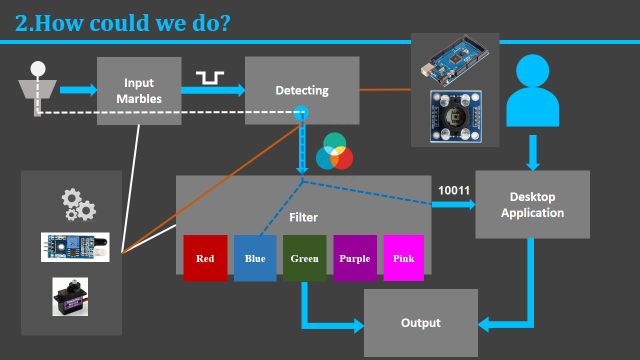 2.How could we do?
Input
Marbles
Detecting
10011
Desktop
Application
Filter
Red
Blue
Green
Purple
Pink
Output